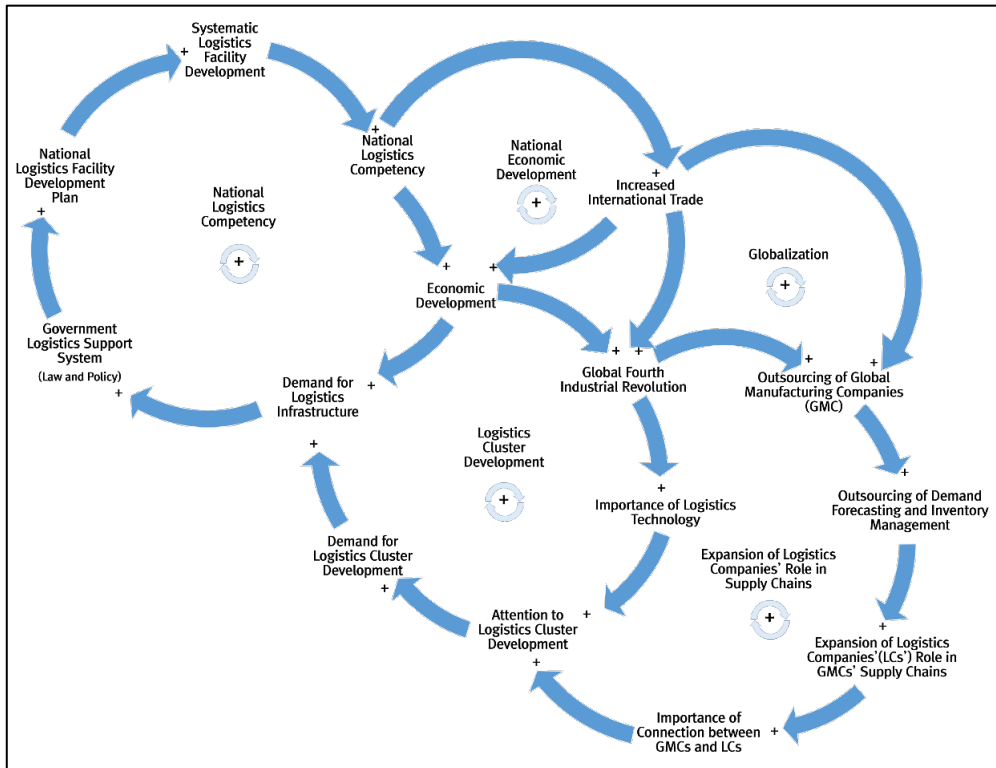 Systematic
Logistics
Facility
Development
+
+
National
Logistics
Competency
National
Logistics Facility
Development
Plan
+
National
Logistics
Competency
+
National
Economic
Development
+
+
Increased
International Trade
Globalization
+
+
+
Economic
Development
Government
Logistics Support
System
(Law and Policy)
+
Demand for
Logistics
Infrastructure
+
+
+
+
Global Fourth
Industrial Revolution
+
+
Outsourcing of Global
Manufacturing Companies
(GMC)
Logistics
Cluster
Development
+
+
Importance of Logistics
Technology
+
Outsourcing of Demand
Forecasting and Inventory
Management
Demand for
Logistics Cluster
Development
+
Expansion of Logistics
Companies' Role in
Supply Chains
+
Attention to
Logistics Cluster
Development
+
+
+
Expansion of Logistics
Companies'(LCs') Role in
GMCs' Supply Chains
Importance of
Connection between
GMCs and LCs
+